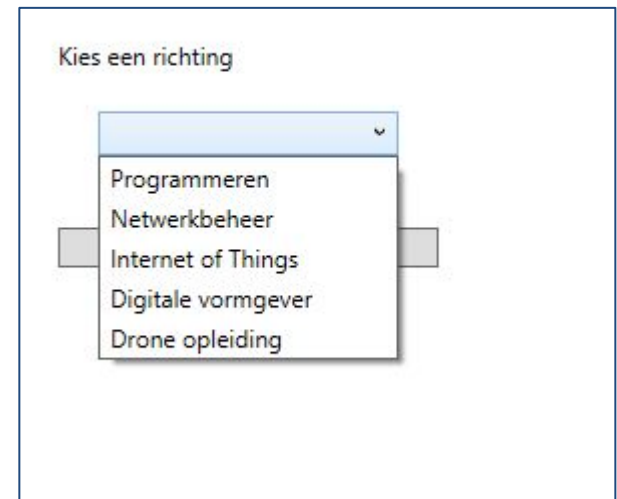 Kies een richting
Programmeren
Netwerkbeheer
Internet of Things
Digitale vormgever
Drone opleiding